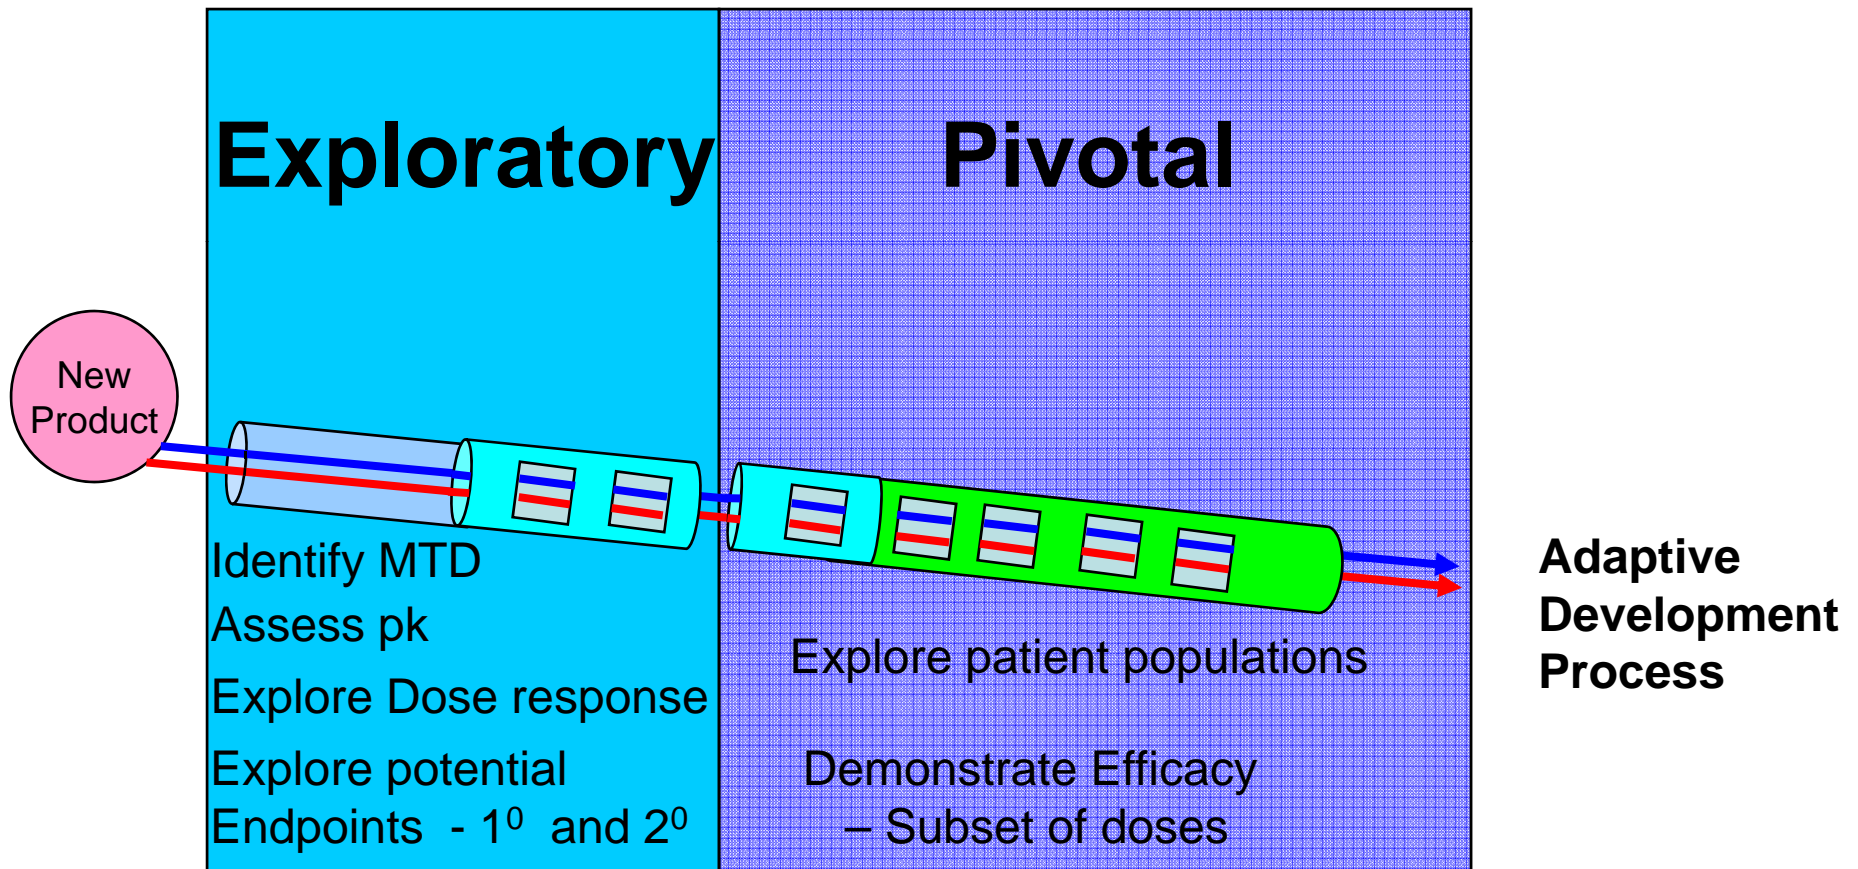 Exploratory
Pivotal
New
Product
Identify MTD
Assess pk
Explore Dose response
Explore potential
Endpoints - 1⁰ and 2⁰
Explore patient populations
Demonstrate Efficacy
– Subset of doses
Adaptive
Development
Process